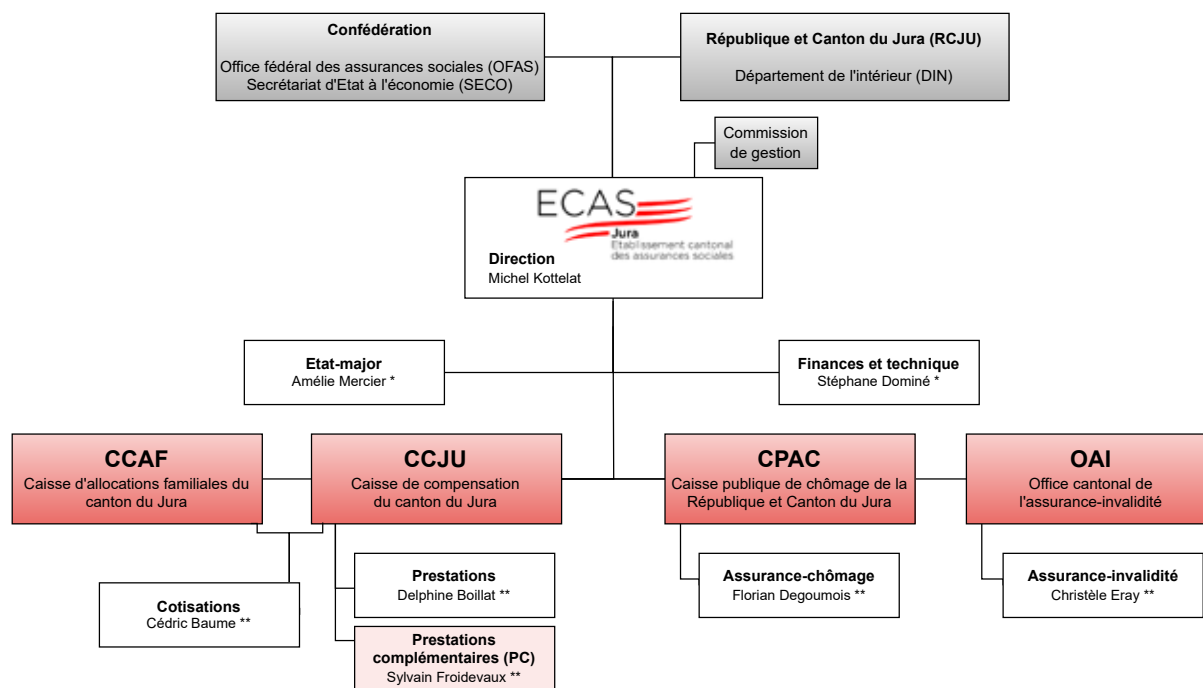 Confédération
Office fédéral des assurances sociales (OFAS)
Secrétariat d'Etat à l'économie (SECO)
République et Canton du Jura (RCJU)
Département de l'intérieur (DIN)
Commission
de gestion
ECAS
Jura
Etablissement cantonal
des assurances sociales
Direction
Michel Kottelat
Etat-major
Amélie Mercier *
Finances et technique
Stéphane Dominé *
CCAF
Caisse d'allocations familiales du
canton du Jura
CCJU
Caisse de compensation
du canton du Jura
CPAC
Caisse publique de chômage de la
République et Canton du Jura
OAI
Office cantonal de
l'assurance-invalidité
Cotisations
Cédric Baume **
Prestations
Delphine Boillat **
Prestations
complémentaires (PC)
Sylvain Froidevaux **
Assurance-chômage
Florian Degoumois **
Assurance-invalidité
Christèle Eray **